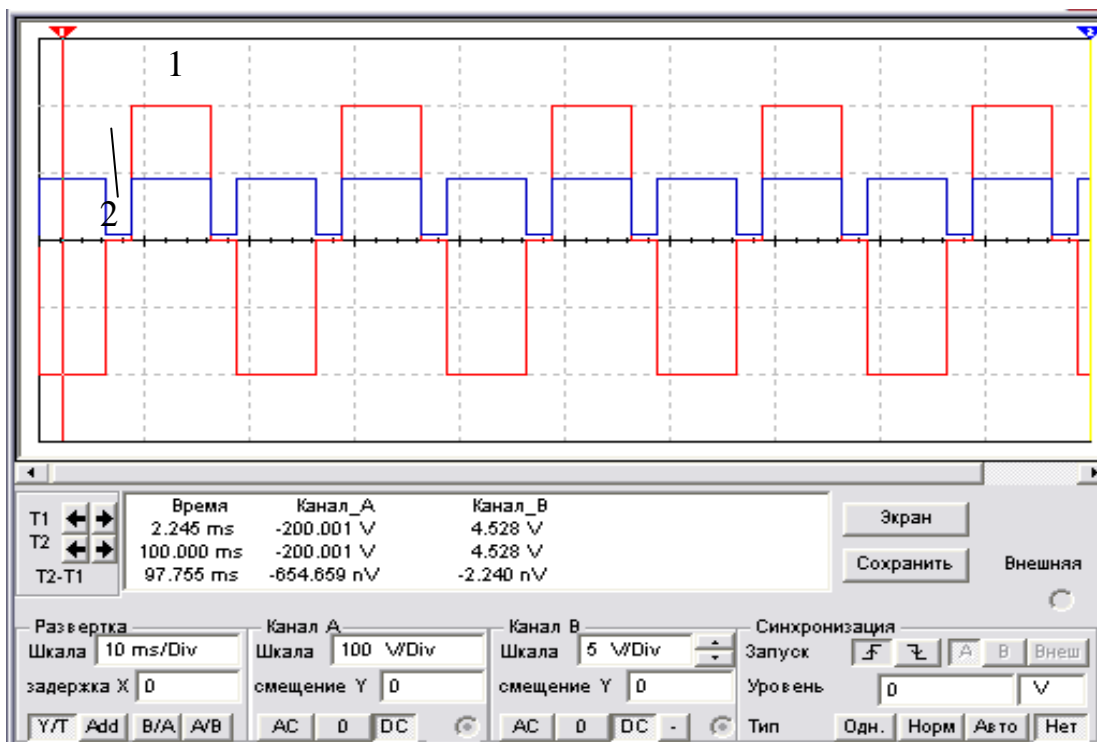 1
2
1
2
Время Канал_A Канал_B
T1 2.245 ms -200.001 V 4.528 V
T2 100.000 ms -200.001 V 4.528 V
T2-T1 97.755 ms -654.659 nV -2.240 nV
Экран
Сохранить
Внешняя
Развертка
Шкала 10 ms/Div
задержка X 0
Y/T Add B/A A/B
Канал A
Шкала 100 V/Div
смещение Y 0
AC 0 DC
Канал B
Шкала 5 V/Div
смещение Y 0
AC 0 DC -
Синхронизация
Запуск A B Внеш
Уровень 0 V
Тип Одн. Норм Авто Нет